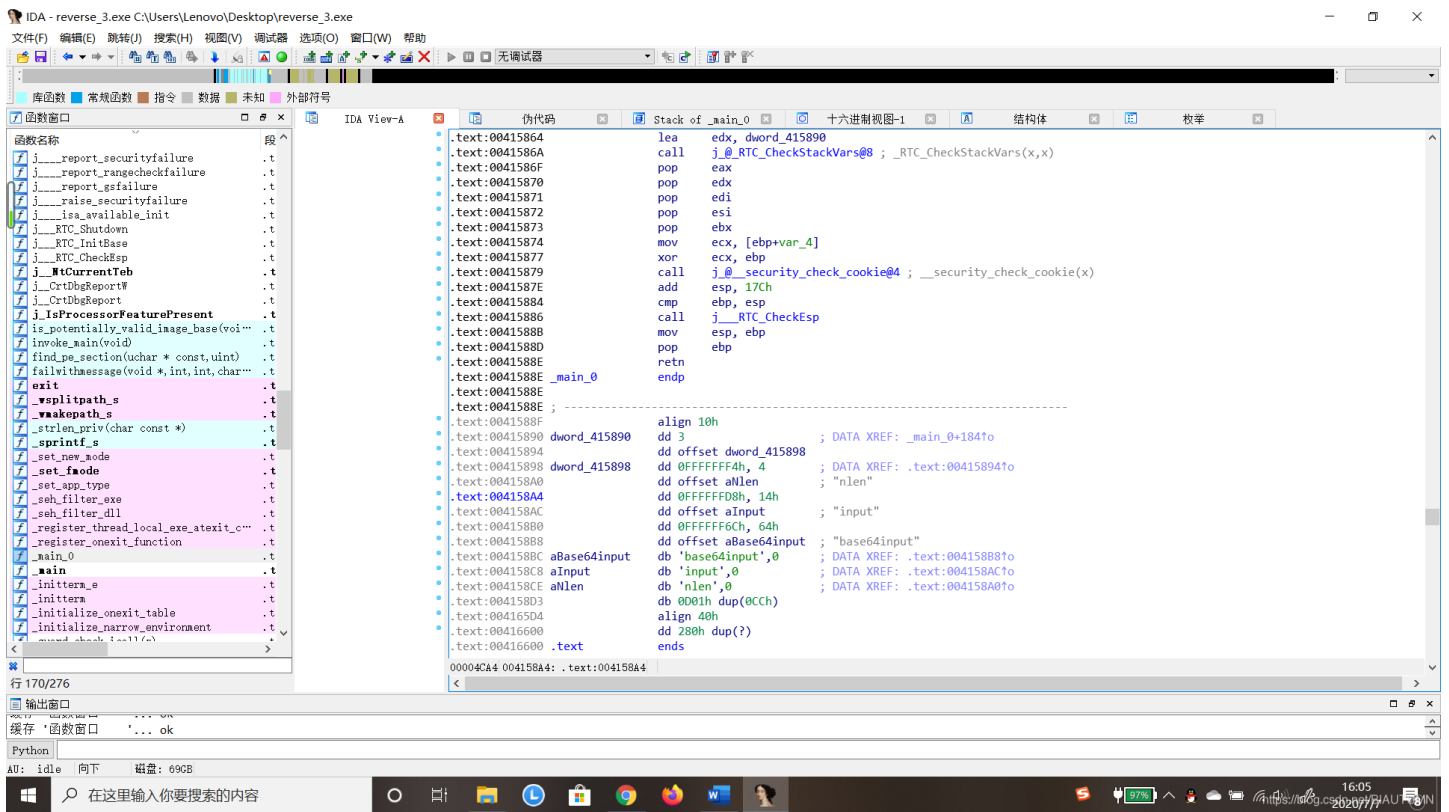 IDA - reverse_3.exe C:\Users\Lenovo\Desktop\reverse_3.exe
文件(F) 编辑(E) 跳转(J) 搜索(H) 视图(V) 调试器 选项(O) 窗口(W) 帮助
无调试器
库函数 常规函数 指令 数据 未知 外部符号
函数窗口
IDA View-A 伪代码 Stack of _main_0 十六进制视图-1 结构体 枚举
函数名称 段
j____report_securityfailure .t
j____report_rangecheckfailure .t
j____report_gsfailure .t
j____raise_securityfailure .t
j____isa_available_init .t
j___RTC_Shutdown .t
j___RTC_InitBase .t
j___RTC_CheckEsp .t
j__NtCurrentTeb .t
j__CrtDbgReportW .t
j__CrtDbgReport .t
j_IsProcessorFeaturePresent .t
is_potentially_valid_image_base(voi… .t
invoke_main(void) .t
find_pe_section(uchar * const,uint) .t
failwithmessage(void *,int,int,char… .t
exit .t
_wsplitpath_s .t
_wmakepath_s .t
_strlen_priv(char const *) .t
_sprintf_s .t
_set_new_mode .t
_set_fmode .t
_set_app_type .t
_seh_filter_exe .t
_seh_filter_dll .t
_register_thread_local_exe_atexit_c… .t
_register_onexit_function .t
_main_0 .t
_main .t
_initterm_e .t
_initterm .t
_initialize_onexit_table .t
_initialize_narrow_environment .t
行 170/276
.text:00415864 lea edx, dword_415890
.text:0041586A call j_@_RTC_CheckStackVars@8 ; _RTC_CheckStackVars(x,x)
.text:0041586F pop eax
.text:00415870 pop edx
.text:00415871 pop edi
.text:00415872 pop esi
.text:00415873 pop ebx
.text:00415874 mov ecx, [ebp+var_4]
.text:00415877 xor ecx, ebp
.text:00415879 call j_@__security_check_cookie@4 ; __security_check_cookie(x)
.text:0041587E add esp, 17Ch
.text:00415884 cmp ebp, esp
.text:00415886 call j___RTC_CheckEsp
.text:0041588B mov esp, ebp
.text:0041588D pop ebp
.text:0041588E retn
.text:0041588E _main_0 endp
.text:0041588E
.text:0041588E ; ---------------------------------------------------------------------------
.text:0041588F align 10h
.text:00415890 dword_415890 dd 3 ; DATA XREF: _main_0+184↑o
.text:00415894 dd offset dword_415898
.text:00415898 dword_415898 dd 0FFFFFFF4h, 4 ; DATA XREF: .text:00415894↑o
.text:004158A0 dd offset aNlen ; "nlen"
.text:004158A4 dd 0FFFFFFD8h, 14h
.text:004158AC dd offset aInput ; "input"
.text:004158B0 dd 0FFFFFF6Ch, 64h
.text:004158B8 dd offset aBase64input ; "base64input"
.text:004158BC aBase64input db 'base64input',0 ; DATA XREF: .text:004158B8↑o
.text:004158C8 aInput db 'input',0 ; DATA XREF: .text:004158AC↑o
.text:004158CE aNlen db 'nlen',0 ; DATA XREF: .text:004158A0↑o
.text:004158D3 db 0D01h dup(0CCh)
.text:004165D4 align 40h
.text:00416600 dd 280h dup(?)
.text:00416600 .text ends
00004CA4 004158A4: .text:004158A4
输出窗口
缓存 '函数窗口 '... ok
Python
AU: idle 向下 磁盘: 69GB
在这里输入你要搜索的内容
97%
16:05
2020/7/7